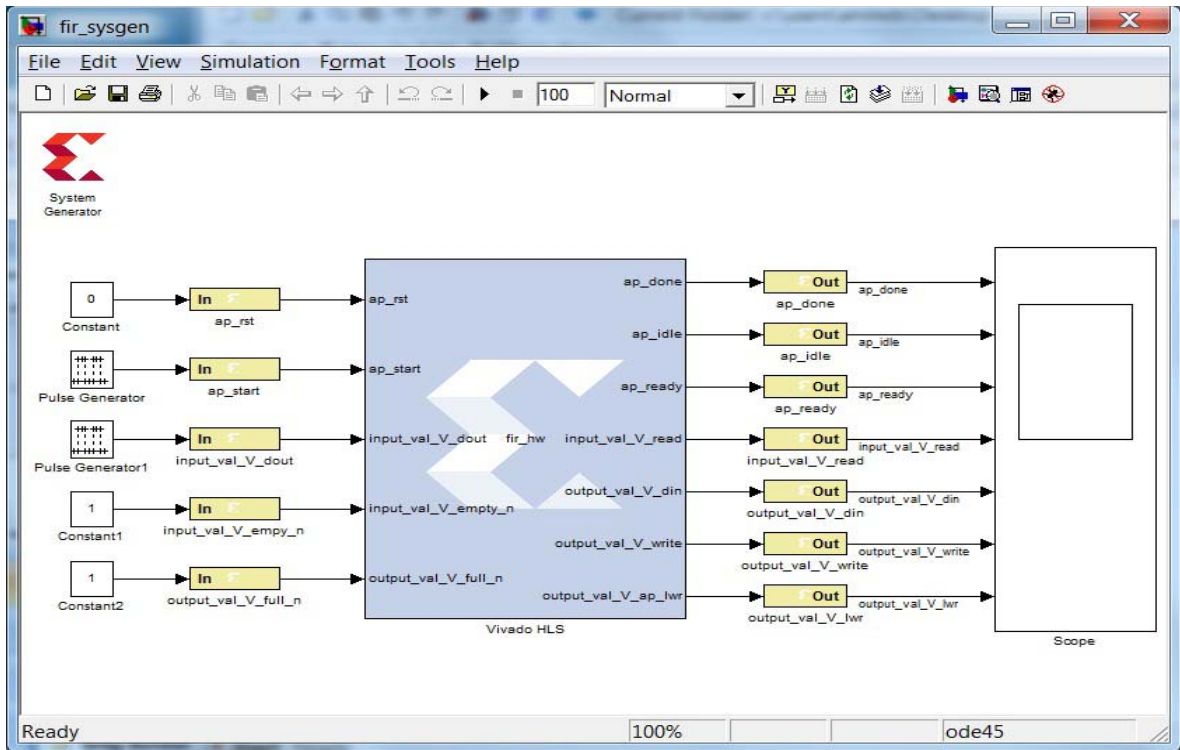 fir_sysgen
File Edit View Simulation Format Tools Help
100 Normal
System
Generator
0
Constant
In
ap_rst
Pulse Generator
In
ap_start
Pulse Generator1
In
input_val_V_dout
1
Constant1
In
input_val_V_empy_n
1
Constant2
In
output_val_V_full_n
ap_rst
ap_start
input_val_V_dout fir_hw input_val_V_read
input_val_V_empty_n
output_val_V_full_n
ap_done
ap_idle
ap_ready
output_val_V_din
output_val_V_write
output_val_V_ap_lwr
Vivado HLS
Out
ap_done
ap_done
Out
ap_idle
ap_idle
Out
ap_ready
ap_ready
Out
input_val_V_read
input_val_V_read
Out
output_val_V_din
output_val_V_din
Out
output_val_V_write
output_val_V_write
Out
output_val_V_lwr
output_val_V_lwr
Scope
Ready 100% ode45